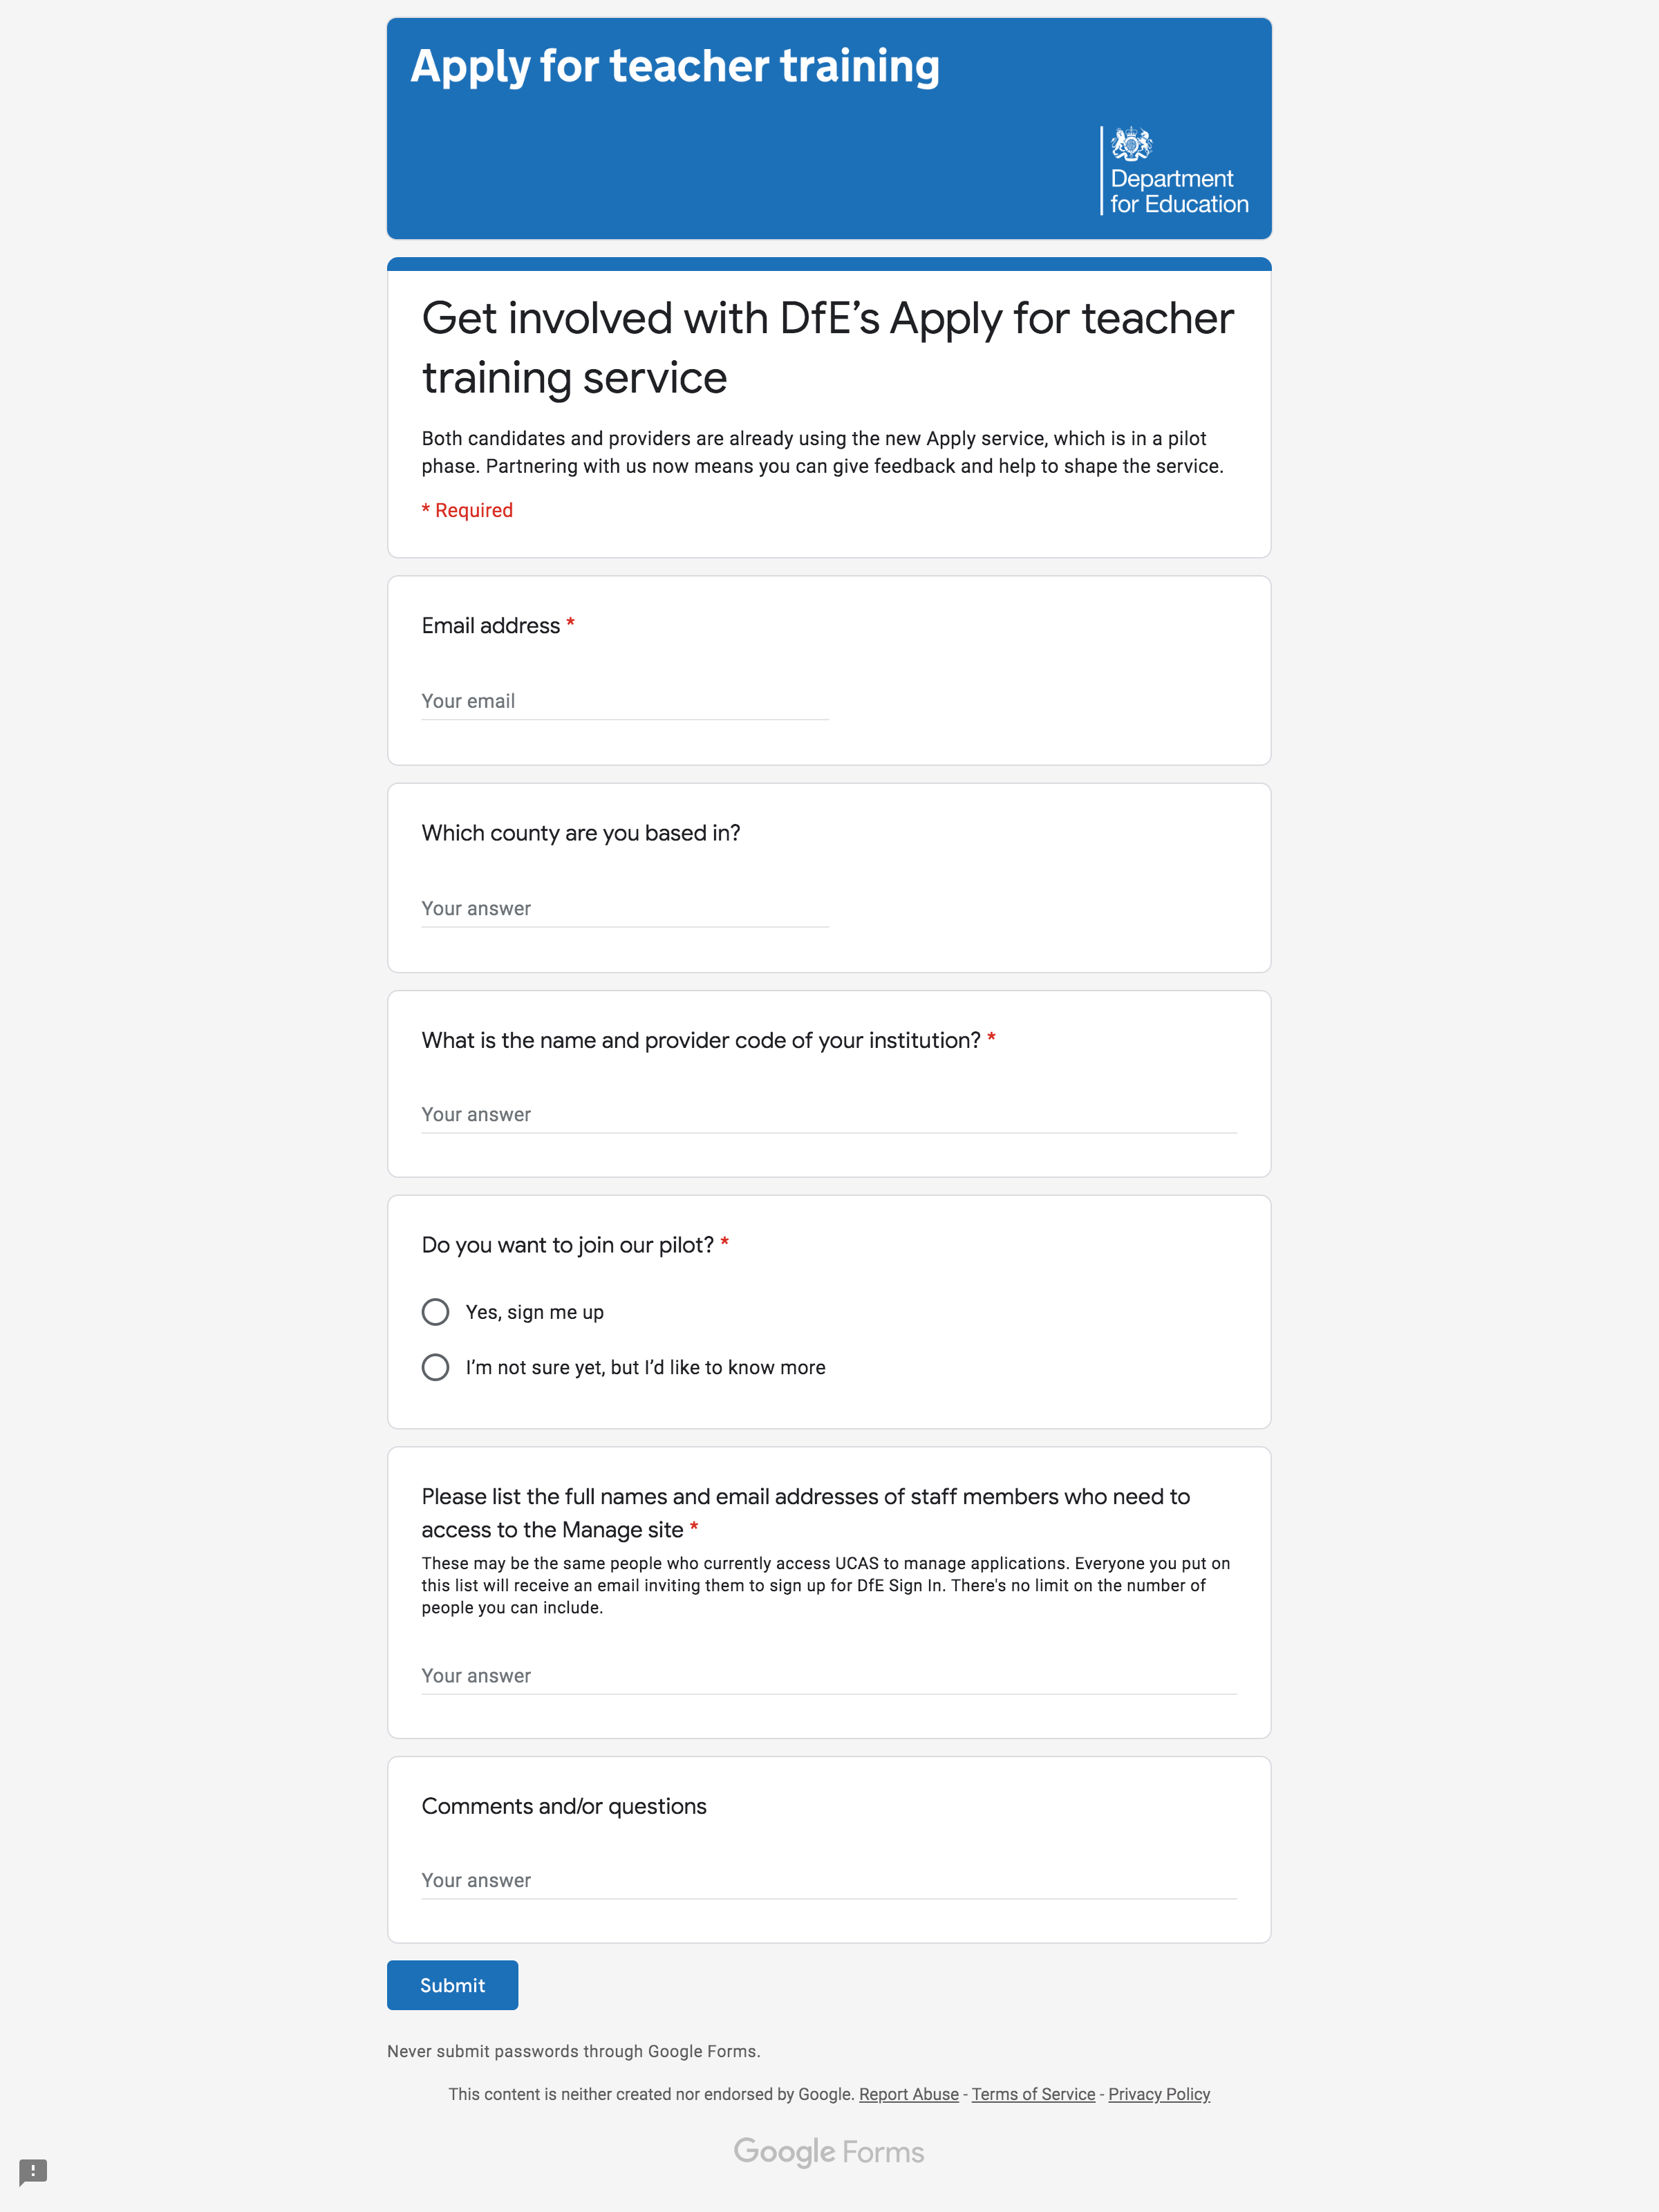 Apply for teacher training
Department
for Education
Get involved with DfE’s Apply for teacher
training service
Both candidates and providers are already using the new Apply service, which is in a pilot
phase. Partnering with us now means you can give feedback and help to shape the service.
* Required
Email address *
Your email
Which county are you based in?
Your answer
What is the name and provider code of your institution? *
Your answer
Do you want to join our pilot? *
Yes, sign me up
I’m not sure yet, but I’d like to know more
Please list the full names and email addresses of staff members who need to
access to the Manage site *
These may be the same people who currently access UCAS to manage applications. Everyone you put on
this list will receive an email inviting them to sign up for DfE Sign In. There's no limit on the number of
people you can include.
Your answer
Comments and/or questions
Your answer
Submit
Never submit passwords through Google Forms.
This content is neither created nor endorsed by Google. Report Abuse - Terms of Service - Privacy Policy
Google Forms